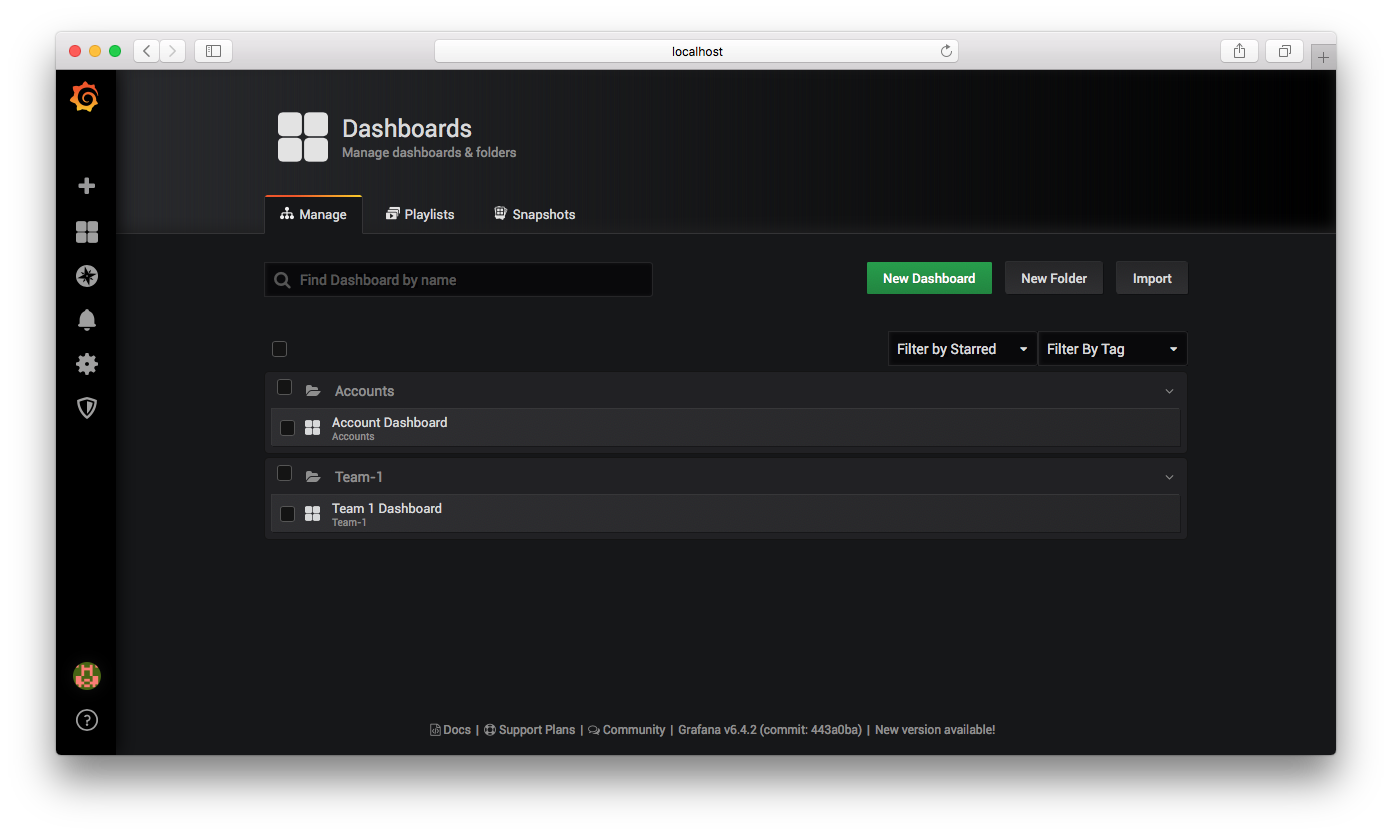 localhost
Dashboards
Manage dashboards & folders
Manage Playlists Snapshots
Find Dashboard by name New Dashboard New Folder Import
Filter by Starred Filter By Tag
Accounts
Account Dashboard
Accounts
Team-1
Team 1 Dashboard
Team-1
Docs | Support Plans | Community | Grafana v6.4.2 (commit: 443a0ba) | New version available!